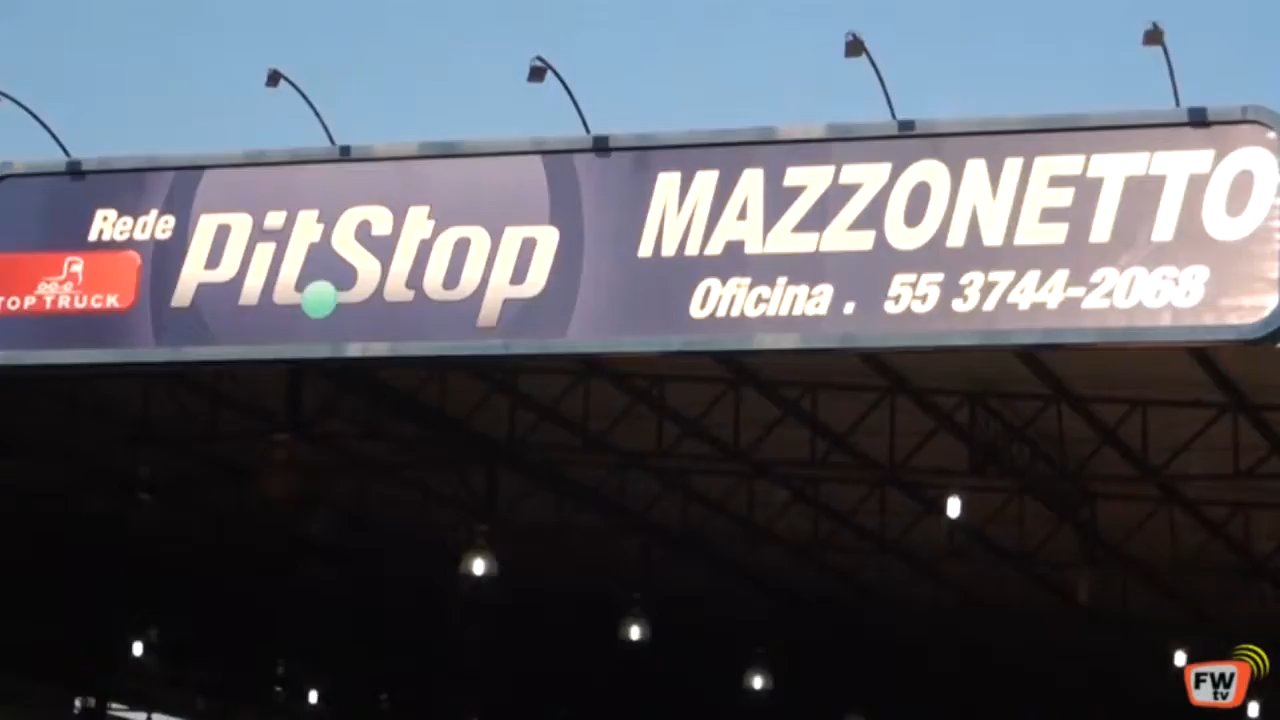 Rede
PitStop
TOP TRUCK
MAZZONETTO
Oficina . 55 3744-2068
FW
tv